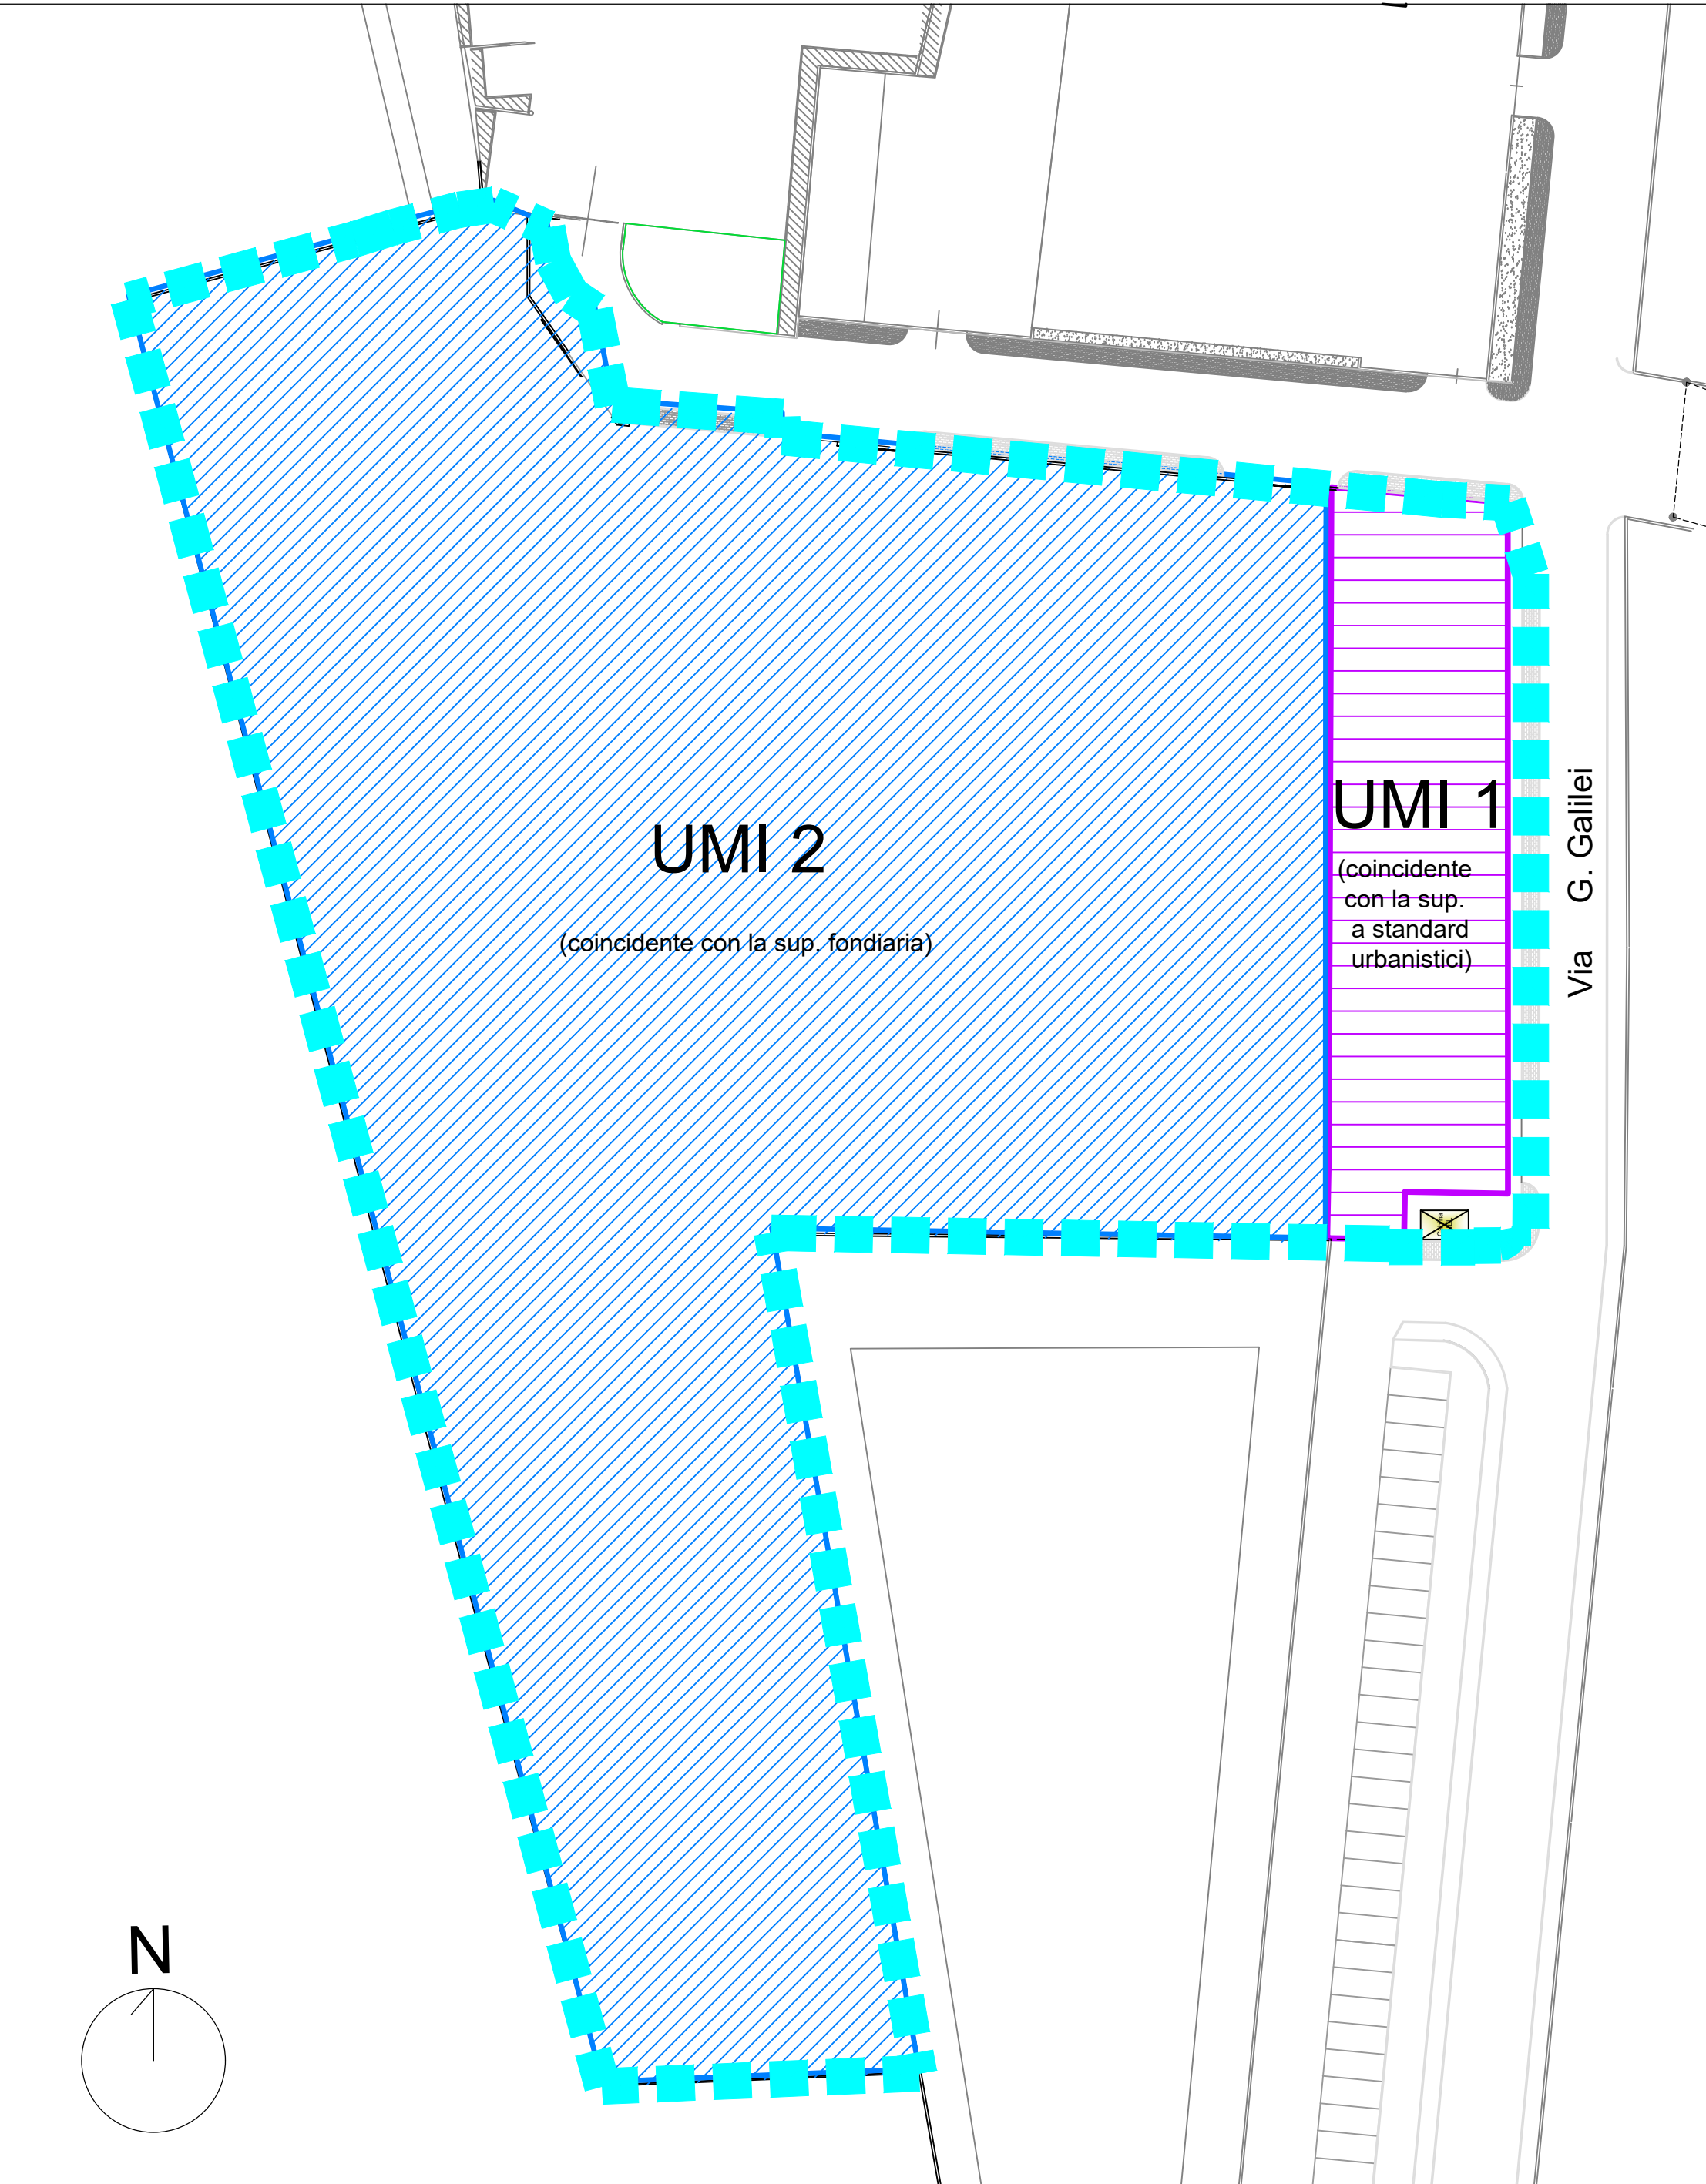 UMI 2
(coincidente con la sup. fondiaria)
UMI 1
(coincidente
con la sup.
a standard
urbanistici)
Via G. Galilei
N